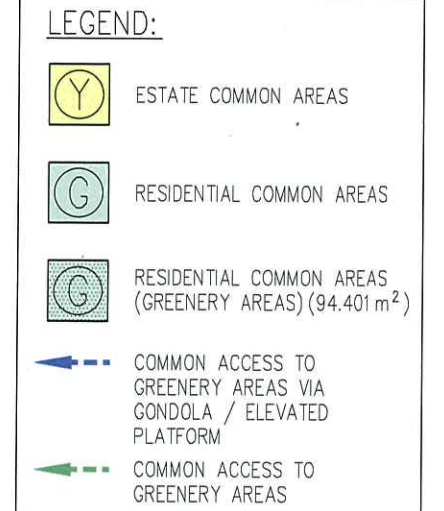 LEGEND:
Y
ESTATE COMMON AREAS
G
RESIDENTIAL COMMON AREAS
G
RESIDENTIAL COMMON AREAS
(GREENERY AREAS)(94.401 m²)
COMMON ACCESS TO
GREENERY AREAS VIA
GONDOLA / ELEVATED
PLATFORM
COMMON ACCESS TO
GREENERY AREAS